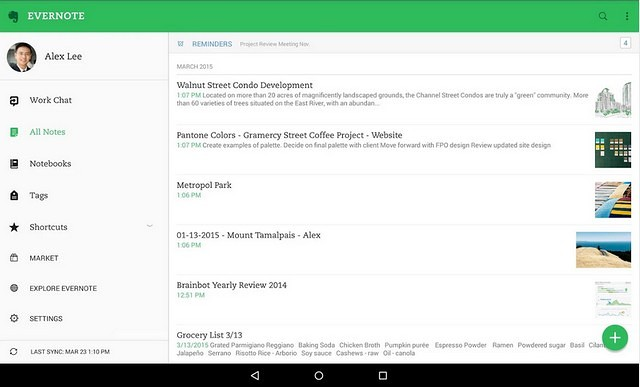 EVERNOTE
Alex Lee
Work Chat
All Notes
Notebooks
Tags
Shortcuts
MARKET
EXPLORE EVERNOTE
SETTINGS
LAST SYNC: MAR 23 1:10 PM
REMINDERS Project Review Meeting Nov. 4
MARCH 2015
Walnut Street Condo Development
1:07 PM Located on more than 20 acres of magnificently landscaped grounds, the Channel Street Condos are truly a "green" community. More
than 60 varieties of trees situated on the East River, with an abundan...
Pantone Colors - Gramercy Street Coffee Project - Website
1:07 PM Create examples of palette. Decide on final palette with client Move forward with FPO design Review updated site design
Metropol Park
1:06 PM
01-13-2015 - Mount Tamalpais - Alex
1:06 PM
Brainbot Yearly Review 2014
12:51 PM
Grocery List 3/13
3/13/2015 Grated Parmigiano Reggiano Baking Soda Chicken Broth Pumpkin purée Espresso Powder Ramen Powdered sugar Basil
Jalapeño Serrano Risotto Rice - Arborio Soy sauce Cashews - raw Oil - canola